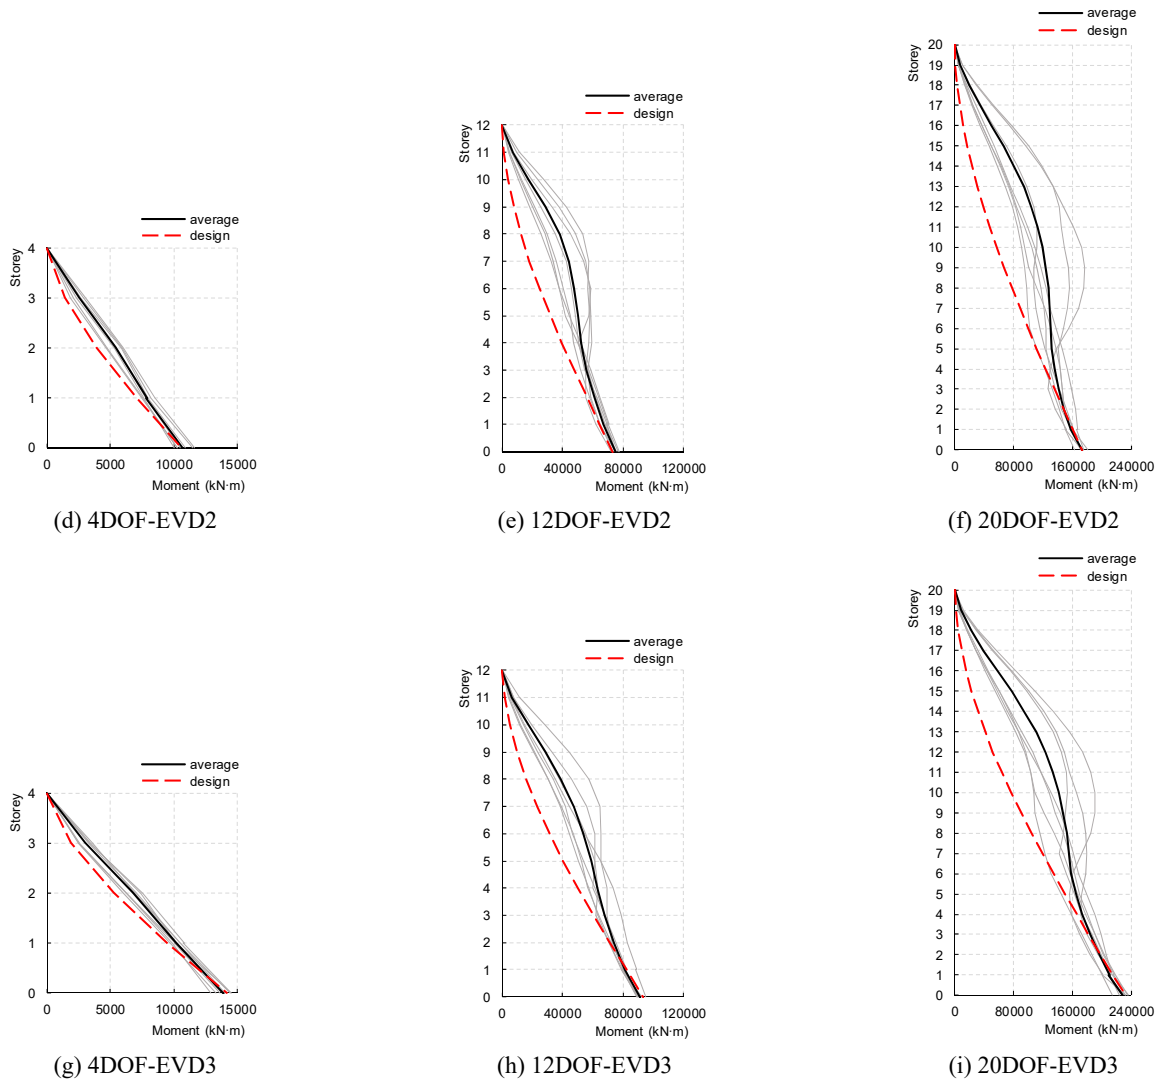 average
design
Storey
20
19
18
17
16
15
14
13
12
11
10
9
8
7
6
5
4
3
2
1
0
0 80000 160000 240000
Moment (kN·m)
average
design
Storey
12
11
10
9
8
7
6
5
4
3
2
1
0
0 40000 80000 120000
Moment (kN·m)
average
design
Storey
4
3
2
1
0
0 5000 10000 15000
Moment (kN·m)
(d) 4DOF-EVD2
(e) 12DOF-EVD2
(f) 20DOF-EVD2
average
design
Storey
20
19
18
17
16
15
14
13
12
11
10
9
8
7
6
5
4
3
2
1
0
0 80000 160000 240000
Moment (kN·m)
average
design
Storey
12
11
10
9
8
7
6
5
4
3
2
1
0
0 40000 80000 120000
Moment (kN·m)
average
design
Storey
4
3
2
1
0
0 5000 10000 15000
Moment (kN·m)
(g) 4DOF-EVD3
(h) 12DOF-EVD3
(i) 20DOF-EVD3